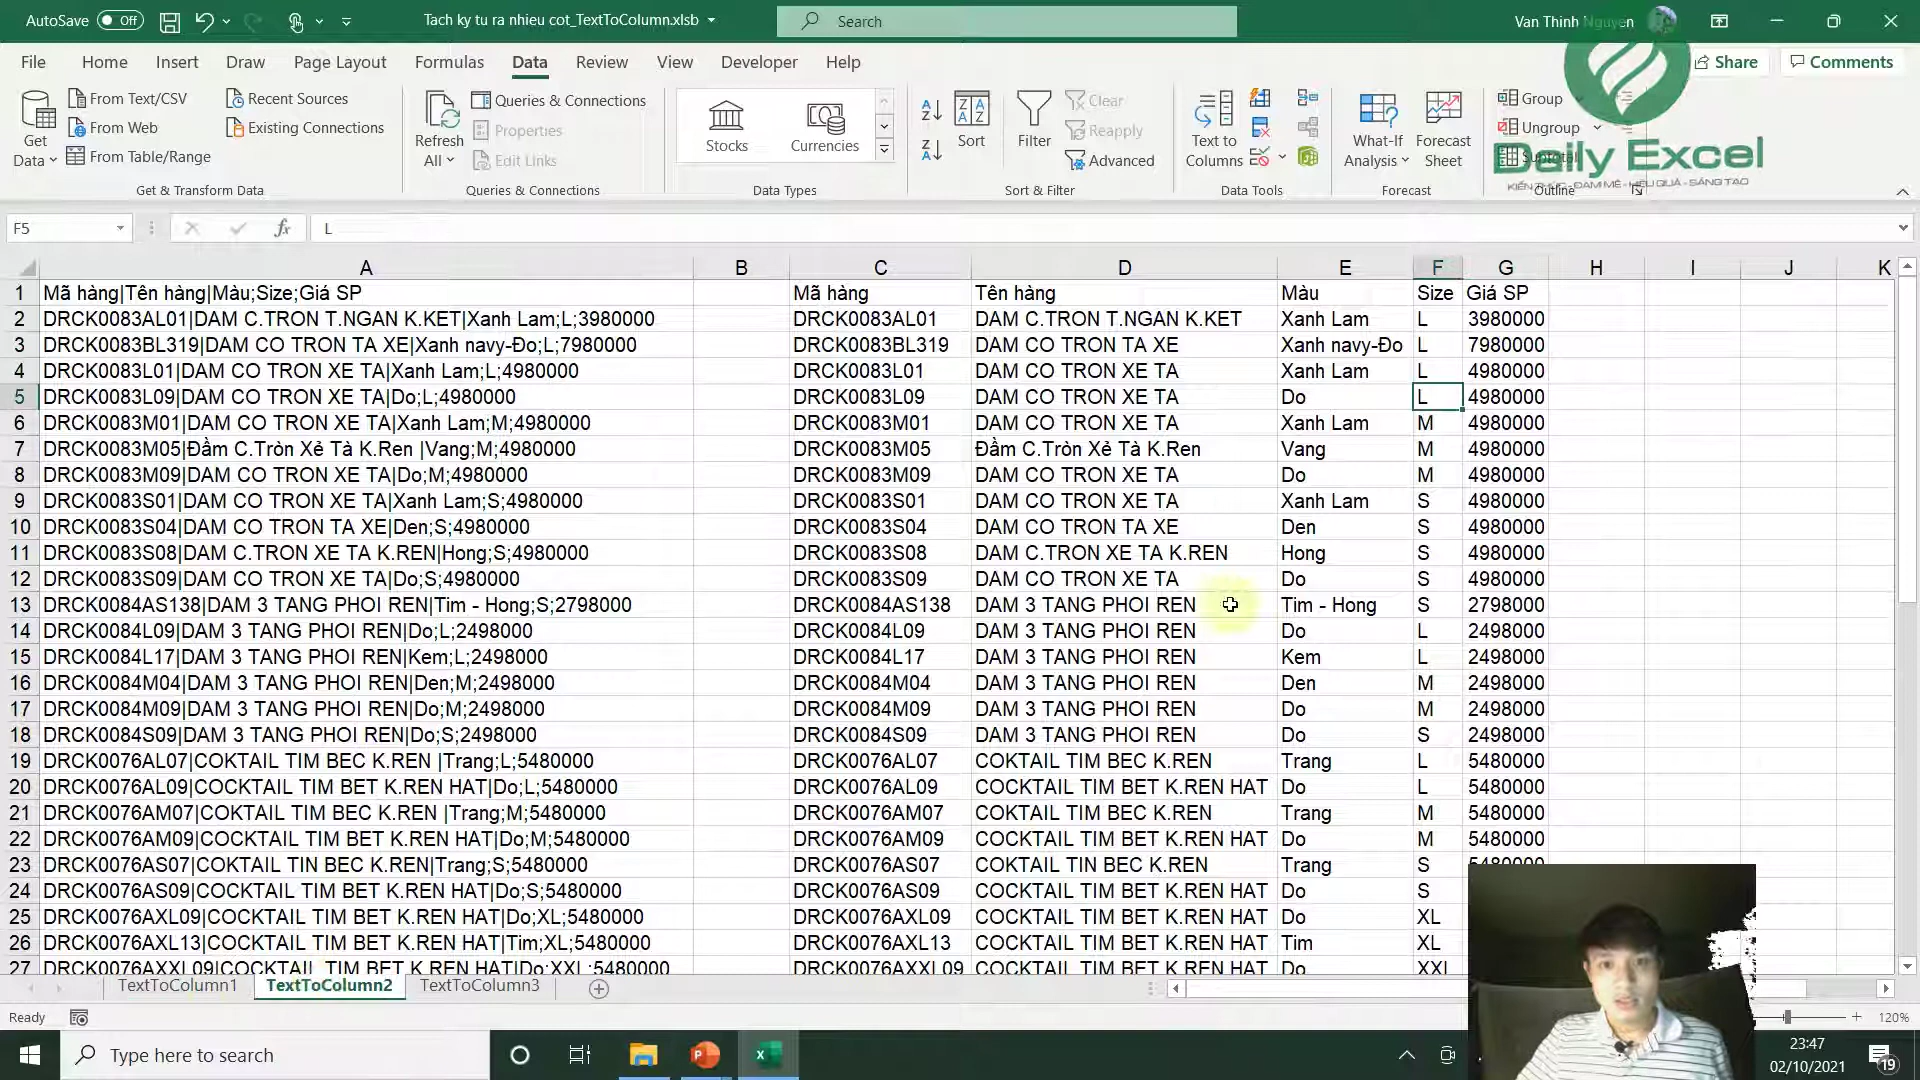 AutoSave Off
Tach ky tu ra nhieu cot_TextToColumn.xlsb
Search
Van Thinh Nguyen
File Home Insert Draw Page Layout Formulas Data Review View Developer Help
Share Comments
Get Data
From Text/CSV
From Web
From Table/Range
Recent Sources
Existing Connections
Get & Transform Data
Refresh All
Queries & Connections
Properties
Edit Links
Queries & Connections
Stocks Currencies
Data Types
Sort
Filter
Clear
Reapply
Advanced
Sort & Filter
Text to Columns
Data Tools
What-If Analysis
Forecast Sheet
Forecast
Group
Ungroup
Subtotal
Outline
Daily Excel
KIẾN THỨC - ĐAM MÊ - HIỆU QUẢ - SÁNG TẠO
F5 fx L
A B C D E F G H I J K
1 Mã hàng|Tên hàng|Màu;Size;Giá SP Mã hàng Tên hàng Màu Size Giá SP
2 DRCK0083AL01|DAM C.TRON T.NGAN K.KET|Xanh Lam;L;3980000 DRCK0083AL01 DAM C.TRON T.NGAN K.KET Xanh Lam L 3980000
3 DRCK0083BL319|DAM CO TRON TA XE|Xanh navy-Đo;L;7980000 DRCK0083BL319 DAM CO TRON TA XE Xanh navy-Đo L 7980000
4 DRCK0083L01|DAM CO TRON XE TA|Xanh Lam;L;4980000 DRCK0083L01 DAM CO TRON XE TA Xanh Lam L 4980000
5 DRCK0083L09|DAM CO TRON XE TA|Do;L;4980000 DRCK0083L09 DAM CO TRON XE TA Do L 4980000
6 DRCK0083M01|DAM CO TRON XE TA|Xanh Lam;M;4980000 DRCK0083M01 DAM CO TRON XE TA Xanh Lam M 4980000
7 DRCK0083M05|Đầm C.Tròn Xẻ Tà K.Ren |Vang;M;4980000 DRCK0083M05 Đầm C.Tròn Xẻ Tà K.Ren Vang M 4980000
8 DRCK0083M09|DAM CO TRON XE TA|Do;M;4980000 DRCK0083M09 DAM CO TRON XE TA Do M 4980000
9 DRCK0083S01|DAM CO TRON XE TA|Xanh Lam;S;4980000 DRCK0083S01 DAM CO TRON XE TA Xanh Lam S 4980000
10 DRCK0083S04|DAM CO TRON TA XE|Den;S;4980000 DRCK0083S04 DAM CO TRON TA XE Den S 4980000
11 DRCK0083S08|DAM C.TRON XE TA K.REN|Hong;S;4980000 DRCK0083S08 DAM C.TRON XE TA K.REN Hong S 4980000
12 DRCK0083S09|DAM CO TRON XE TA|Do;S;4980000 DRCK0083S09 DAM CO TRON XE TA Do S 4980000
13 DRCK0084AS138|DAM 3 TANG PHOI REN|Tim - Hong;S;2798000 DRCK0084AS138 DAM 3 TANG PHOI REN Tim - Hong S 2798000
14 DRCK0084L09|DAM 3 TANG PHOI REN|Do;L;2498000 DRCK0084L09 DAM 3 TANG PHOI REN Do L 2498000
15 DRCK0084L17|DAM 3 TANG PHOI REN|Kem;L;2498000 DRCK0084L17 DAM 3 TANG PHOI REN Kem L 2498000
16 DRCK0084M04|DAM 3 TANG PHOI REN|Den;M;2498000 DRCK0084M04 DAM 3 TANG PHOI REN Den M 2498000
17 DRCK0084M09|DAM 3 TANG PHOI REN|Do;M;2498000 DRCK0084M09 DAM 3 TANG PHOI REN Do M 2498000
18 DRCK0084S09|DAM 3 TANG PHOI REN|Do;S;2498000 DRCK0084S09 DAM 3 TANG PHOI REN Do S 2498000
19 DRCK0076AL07|COKTAIL TIM BEC K.REN |Trang;L;5480000 DRCK0076AL07 COKTAIL TIM BEC K.REN Trang L 5480000
20 DRCK0076AL09|COCKTAIL TIM BET K.REN HAT|Do;L;5480000 DRCK0076AL09 COCKTAIL TIM BET K.REN HAT Do L 5480000
21 DRCK0076AM07|COKTAIL TIM BEC K.REN |Trang;M;5480000 DRCK0076AM07 COKTAIL TIM BEC K.REN Trang M 5480000
22 DRCK0076AM09|COCKTAIL TIM BET K.REN HAT|Do;M;5480000 DRCK0076AM09 COCKTAIL TIM BET K.REN HAT Do M 5480000
23 DRCK0076AS07|COKTAIL TIN BEC K.REN|Trang;S;5480000 DRCK0076AS07 COKTAIL TIN BEC K.REN Trang S 5480000
24 DRCK0076AS09|COCKTAIL TIM BET K.REN HAT|Do;S;5480000 DRCK0076AS09 COCKTAIL TIM BET K.REN HAT Do S
25 DRCK0076AXL09|COCKTAIL TIM BET K.REN HAT|Do;XL;5480000 DRCK0076AXL09 COCKTAIL TIM BET K.REN HAT Do XL
26 DRCK0076AXL13|COCKTAIL TIM BET K.REN HAT|Tim;XL;5480000 DRCK0076AXL13 COCKTAIL TIM BET K.REN HAT Tim XL
27 DRCK0076AXXL09|COCKTAIL TIM BET K.REN HAT|Do;XXL;5480000 DRCK0076AXXL09 COCKTAIL TIM BET K.REN HAT Do XXL
TextToColumn1 TextToColumn2 TextToColumn3
Ready 120%
Type here to search
23:47
02/10/2021
19